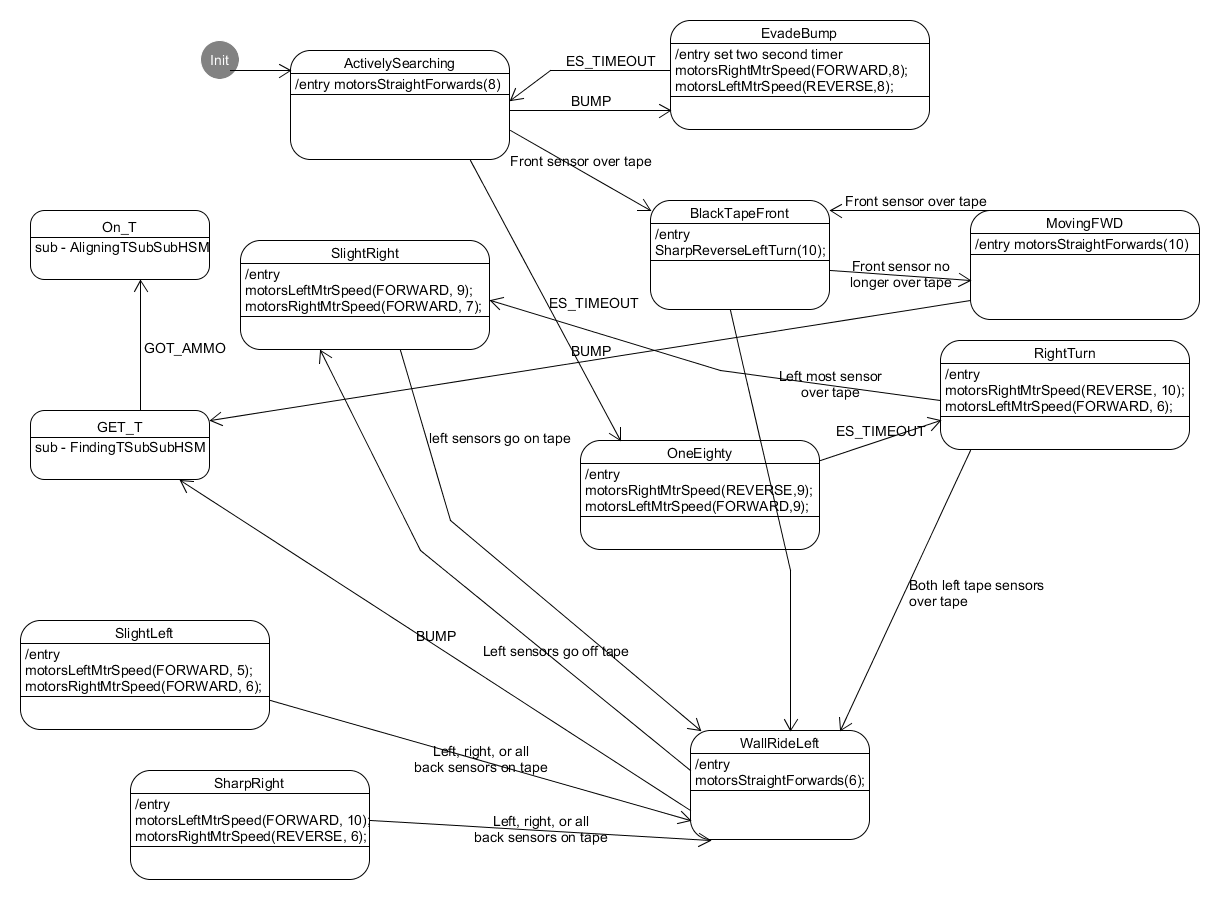 Init
ActivelySearching
/entry motorsStraightForwards(8)
ES_TIMEOUT
BUMP
EvadeBump
/entry set two second timer
motorsRightMtrSpeed(FORWARD,8);
motorsLeftMtrSpeed(REVERSE,8);
Front sensor over tape
BlackTapeFront
/entry
SharpReverseLeftTurn(10);
Front sensor over tape
MovingFWD
/entry motorsStraightForwards(10)
Front sensor no
longer over tape
On_T
sub - AligningTSubSubHSM
SlightRight
/entry
motorsLeftMtrSpeed(FORWARD, 9);
motorsRightMtrSpeed(FORWARD, 7);
ES_TIMEOUT
GOT_AMMO
BUMP
Left most sensor
over tape
RightTurn
/entry
motorsRightMtrSpeed(REVERSE, 10);
motorsLeftMtrSpeed(FORWARD, 6);
GET_T
sub - FindingTSubSubHSM
left sensors go on tape
ES_TIMEOUT
OneEighty
/entry
motorsRightMtrSpeed(REVERSE,9);
motorsLeftMtrSpeed(FORWARD,9);
Both left tape sensors
over tape
SlightLeft
/entry
motorsLeftMtrSpeed(FORWARD, 5);
motorsRightMtrSpeed(FORWARD, 6);
BUMP
Left sensors go off tape
Left, right, or all
back sensors on tape
WallRideLeft
/entry
motorsStraightForwards(6);
SharpRight
/entry
motorsLeftMtrSpeed(FORWARD, 10);
motorsRightMtrSpeed(REVERSE, 6);
Left, right, or all
back sensors on tape